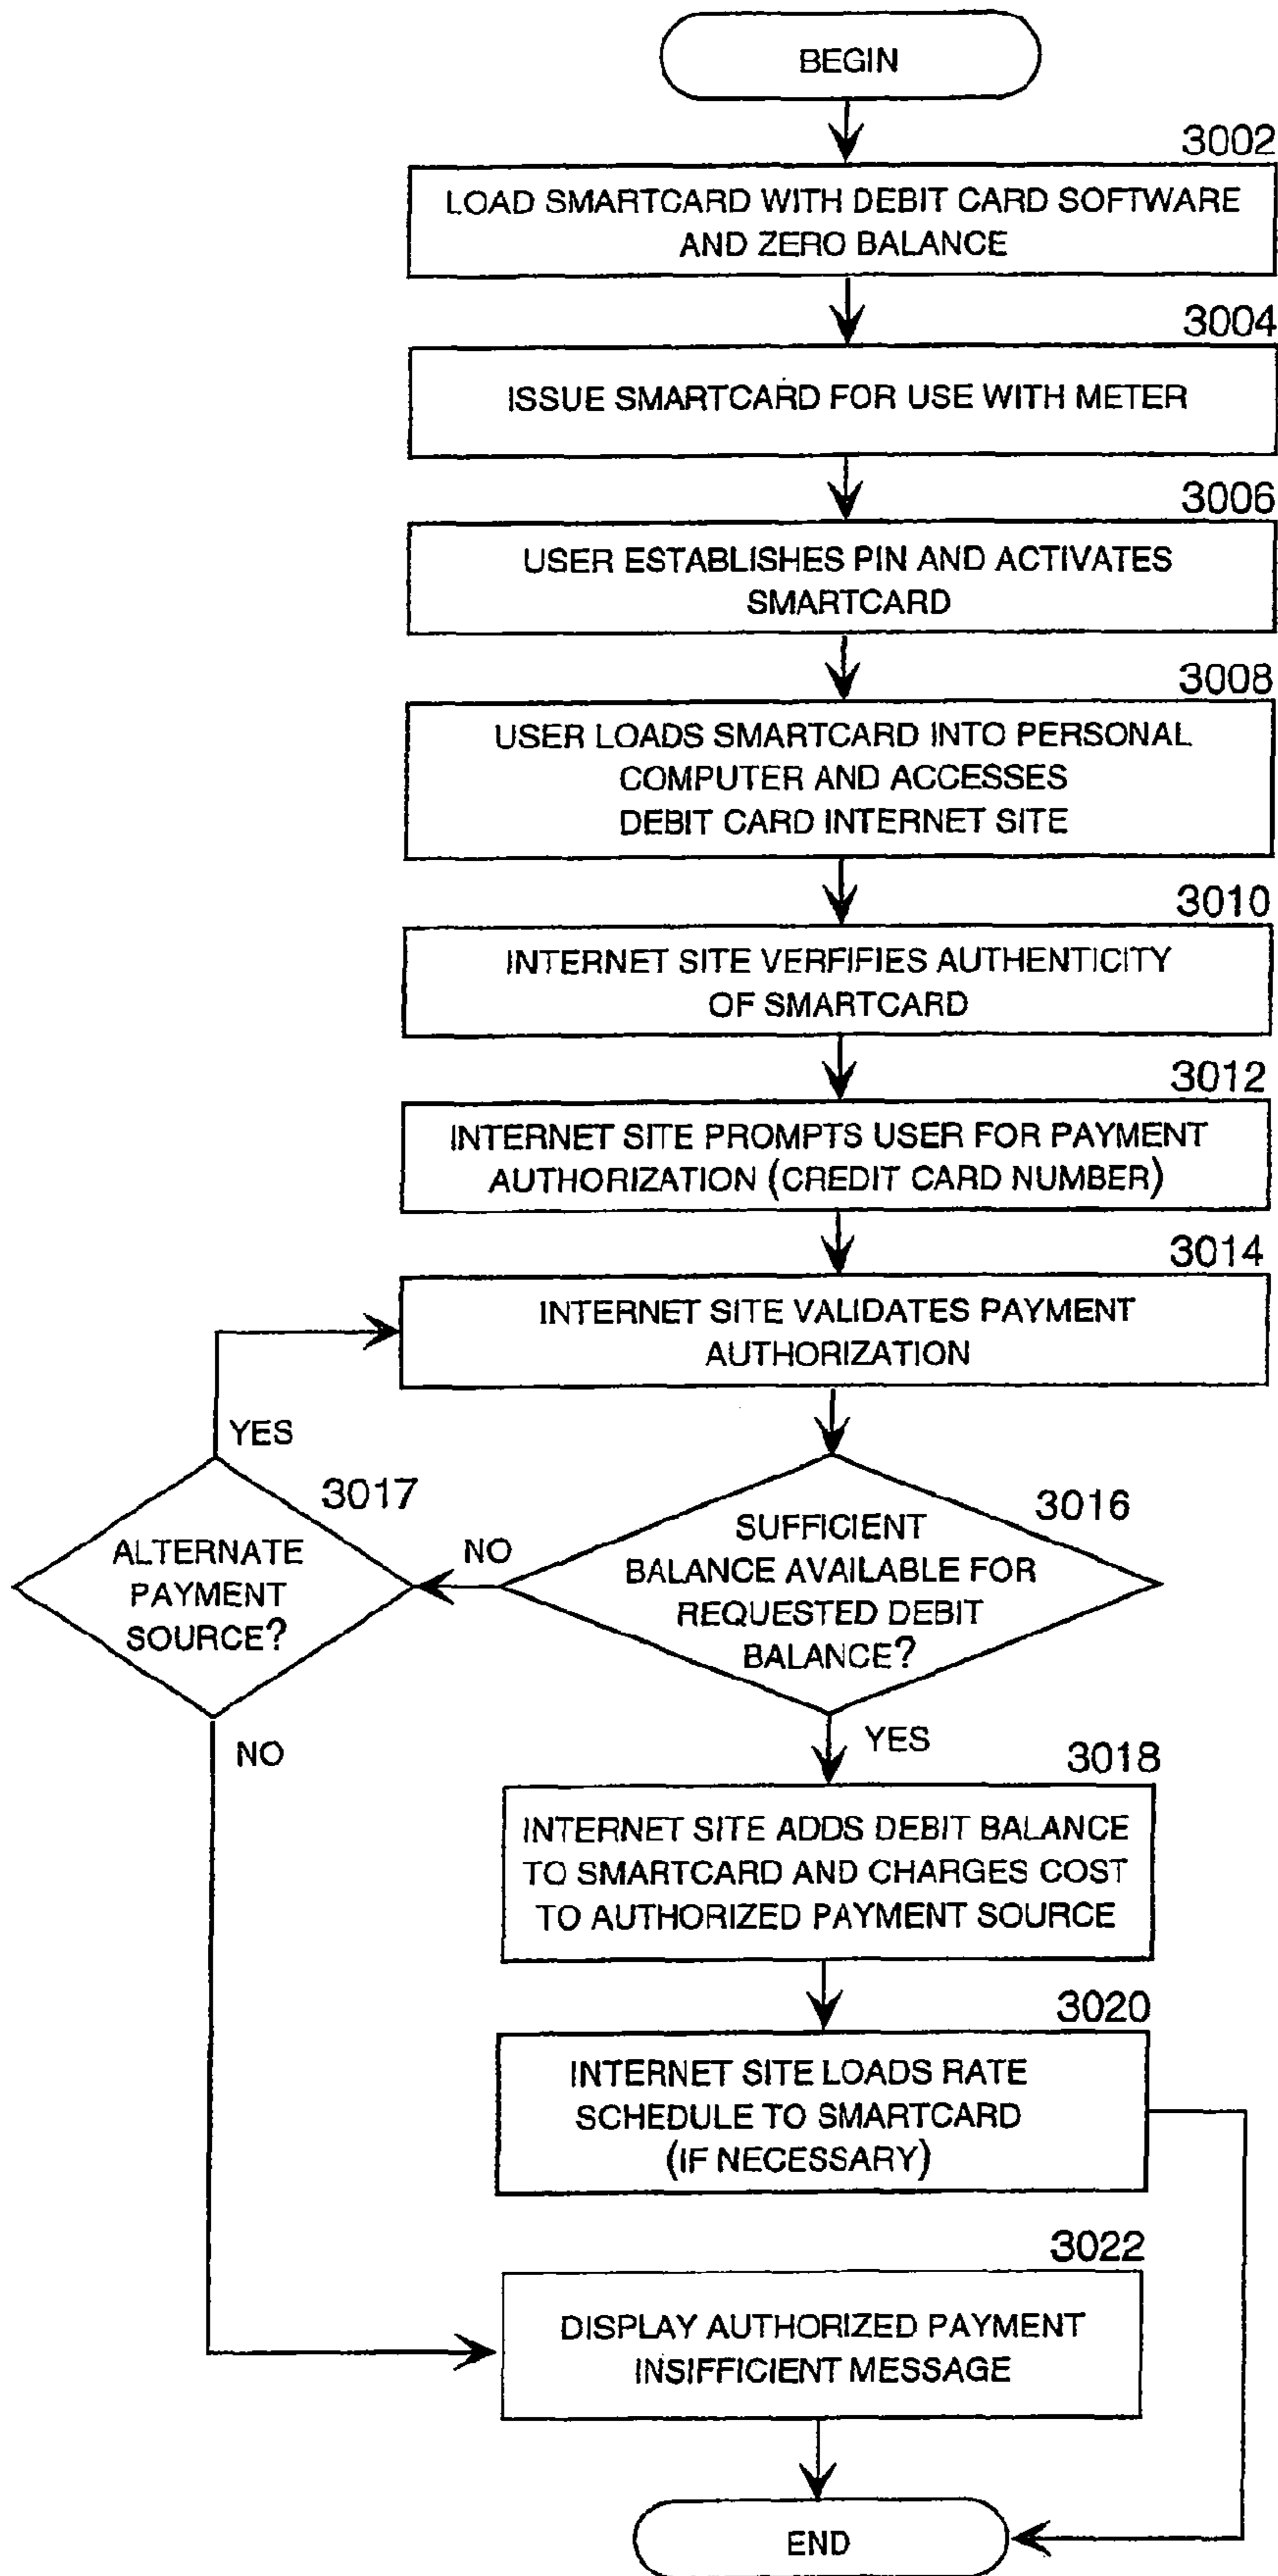 BEGIN
3002
LOAD SMARTCARD WITH DEBIT CARD SOFTWARE
AND ZERO BALANCE
3004
ISSUE SMARTCARD FOR USE WITH METER
3006
USER ESTABLISHES PIN AND ACTIVATES
SMARTCARD
3008
USER LOADS SMARTCARD INTO PERSONAL
COMPUTER AND ACCESSES
DEBIT CARD INTERNET SITE
3010
INTERNET SITE VERFIFIES AUTHENTICITY
OF SMARTCARD
3012
INTERNET SITE PROMPTS USER FOR PAYMENT
AUTHORIZATION (CREDIT CARD NUMBER)
3014
INTERNET SITE VALIDATES PAYMENT
AUTHORIZATION
YES
3017
ALTERNATE
PAYMENT
SOURCE?
NO
3016
SUFFICIENT
BALANCE AVAILABLE FOR
REQUESTED DEBIT
BALANCE?
NO
YES
3018
INTERNET SITE ADDS DEBIT BALANCE
TO SMARTCARD AND CHARGES COST
TO AUTHORIZED PAYMENT SOURCE
3020
INTERNET SITE LOADS RATE
SCHEDULE TO SMARTCARD
(IF NECESSARY)
3022
DISPLAY AUTHORIZED PAYMENT
INSIFFICIENT MESSAGE
END